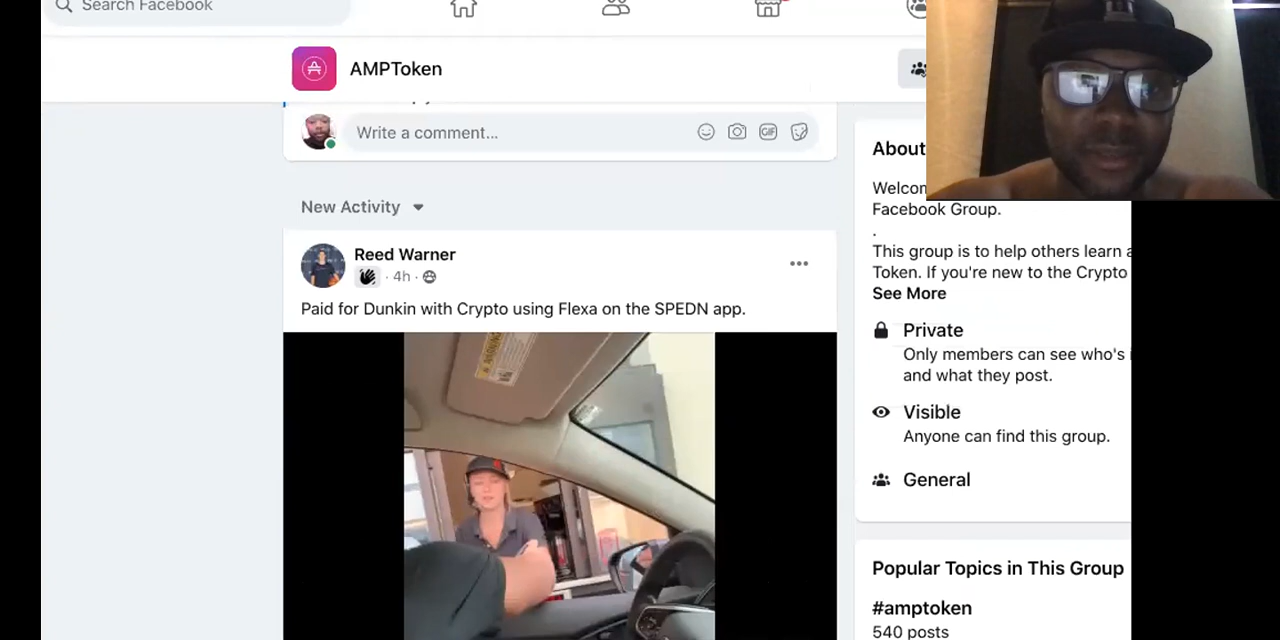 Search Facebook
AMPToken
Write a comment...
GIF
New Activity
Reed Warner
4h
Paid for Dunkin with Crypto using Flexa on the SPEDN app.
WARNING
About
Facebook Group.
.
This group is to help others learn
Token. If you're new to the Crypto
See More
Private
Only members can see who's
and what they post.
Visible
Anyone can find this group.
General
Popular Topics in This Group
#amptoken
540 posts